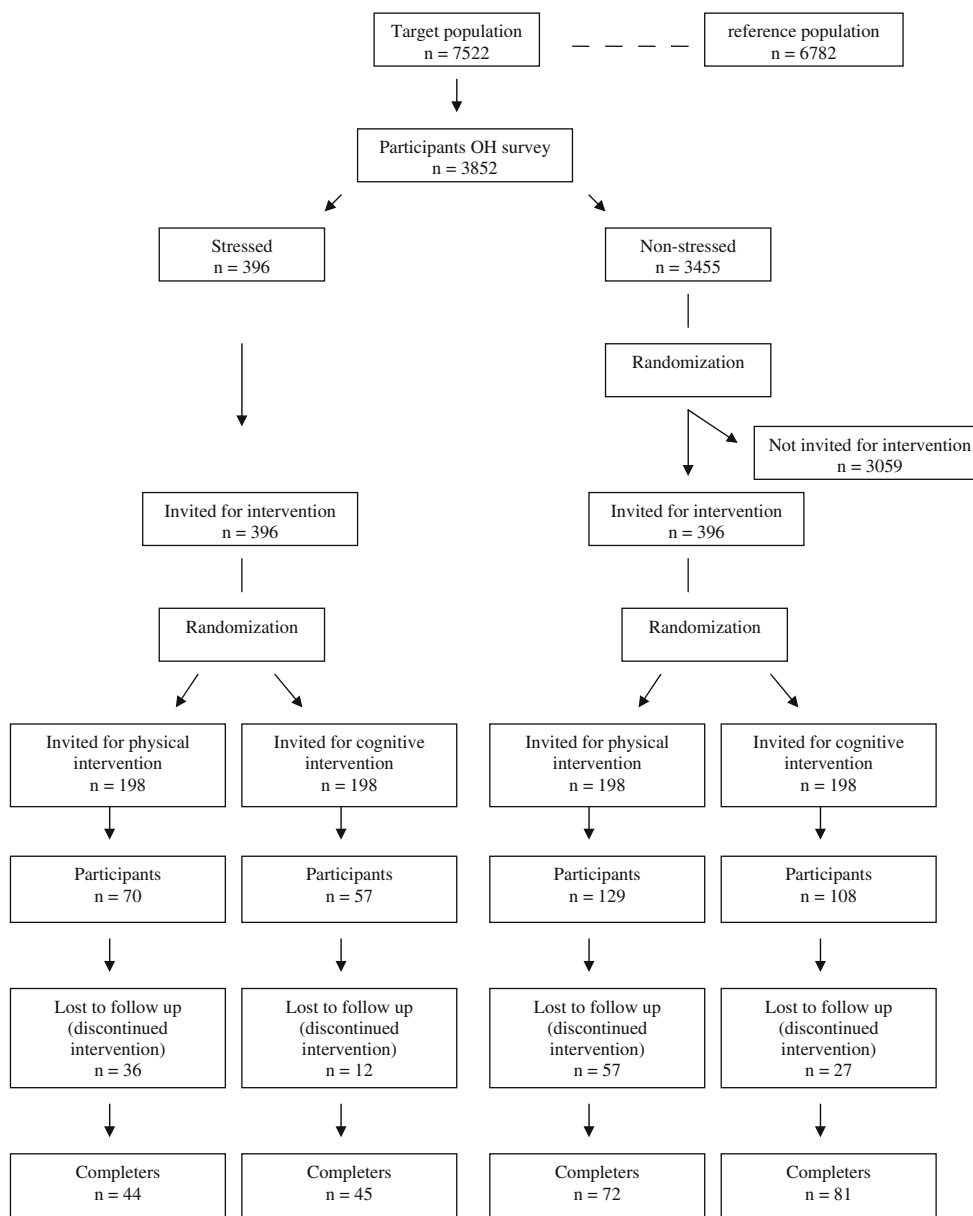 Target population
n = 7522
reference population
n = 6782
Participants OH survey
n = 3852
Stressed
n = 396
Non-stressed
n = 3455
Randomization
Not invited for intervention
n = 3059
Invited for intervention
n = 396
Invited for intervention
n = 396
Randomization
Randomization
Invited for physical
intervention
n = 198
Invited for cognitive
intervention
n = 198
Invited for physical
intervention
n = 198
Invited for cognitive
intervention
n = 198
Participants
n = 70
Participants
n = 57
Participants
n = 129
Participants
n = 108
Lost to follow up
(discontinued
intervention)
n = 36
Lost to follow up
(discontinued
intervention)
n = 12
Lost to follow up
(discontinued
intervention)
n = 57
Lost to follow up
(discontinued
intervention)
n = 27
Completers
n = 44
Completers
n = 45
Completers
n = 72
Completers
n = 81